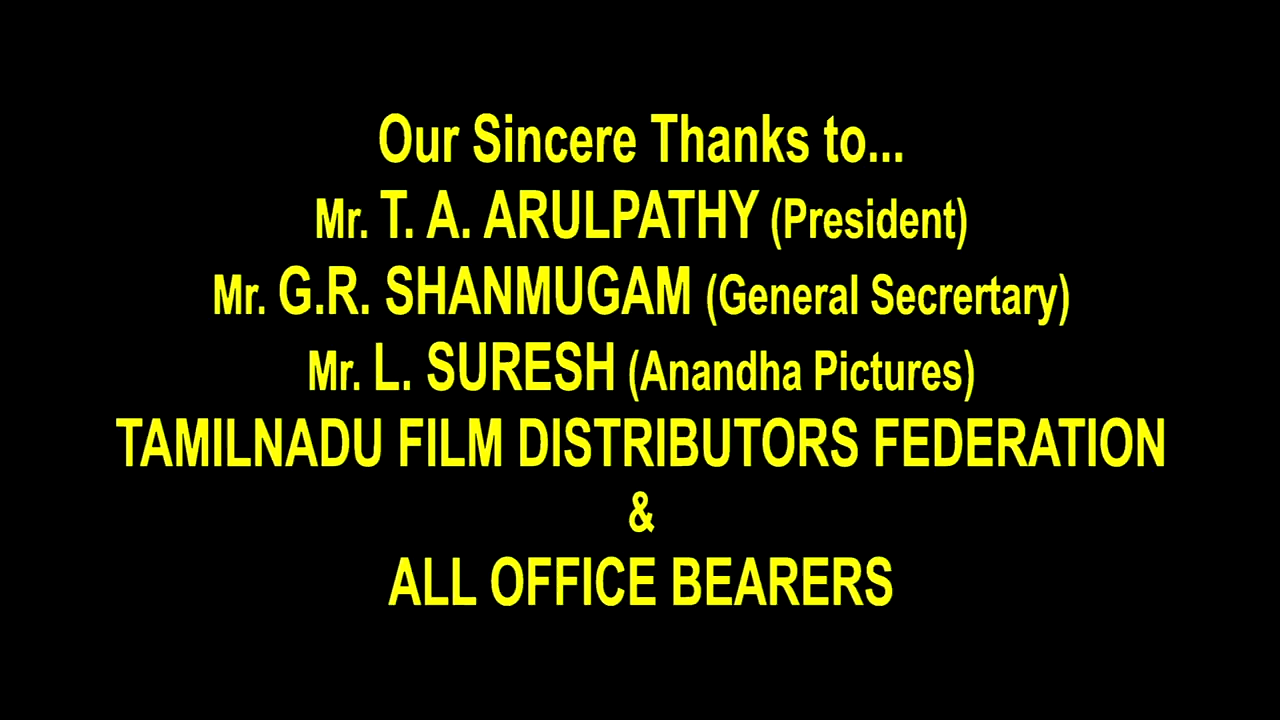 Our Sincere Thanks to...
Mr. T. A. ARULPATHY (President)
Mr. G.R. SHANMUGAM (General Secrertary)
Mr. L. SURESH (Anandha Pictures)
TAMILNADU FILM DISTRIBUTORS FEDERATION
&
ALL OFFICE BEARERS